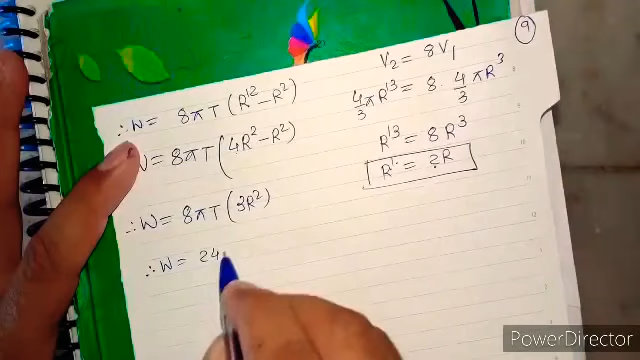 9
∴ W = 8πT (R'² − R²)
W = 8πT (4R² − R²)
∴ W = 8πT (3R²)
∴ W = 24
V₂ = 8V₁
4/3 πR'³ = 8 · 4/3 πR³
R'³ = 8R³
R' = 2R
PowerDirector